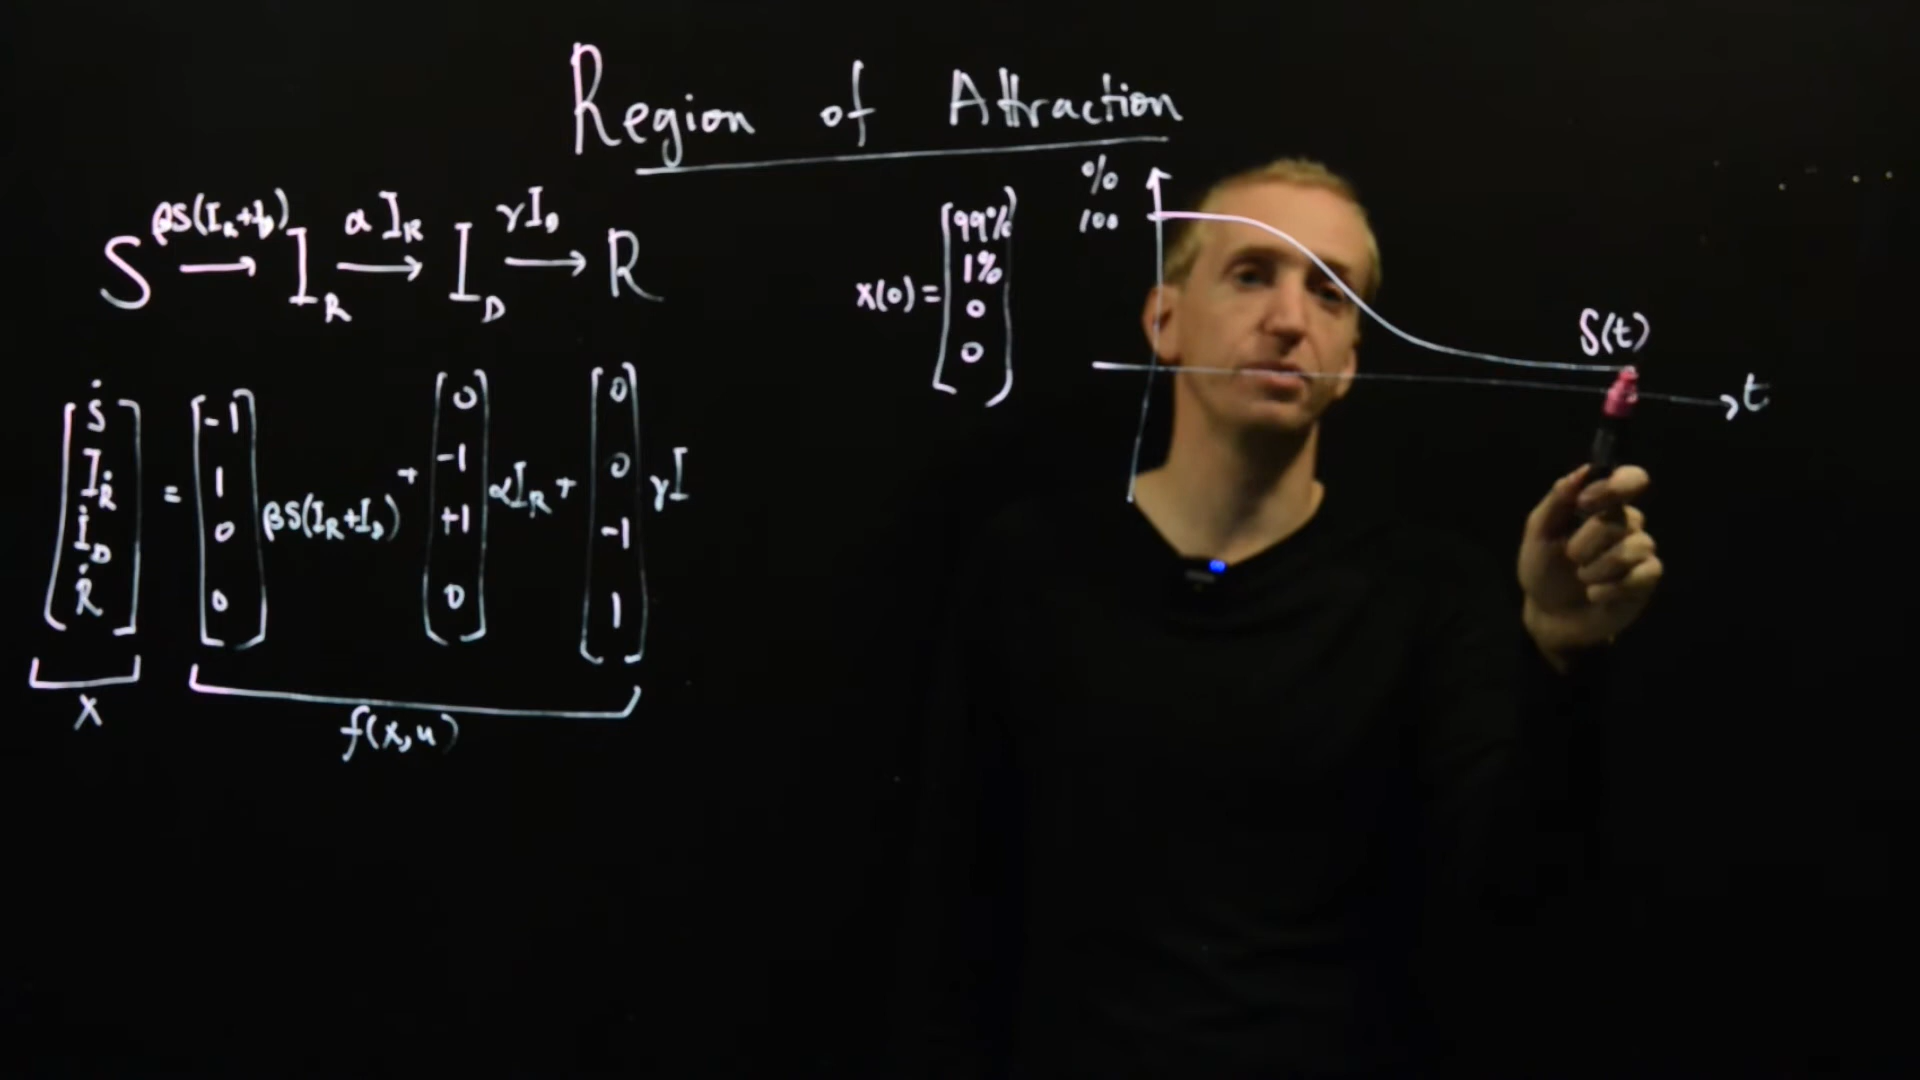 Region of Attraction
βS(I_R+I_D) αI_R γI_D
S → I_R → I_D → R
[Ṡ İ_R İ_D Ṙ] = [-1 1 0 0] βS(I_R+I_D) + [0 -1 +1 0] αI_R + [0 0 -1 1] γI
x
f(x,u)
x(0) = [99% 1% 0 0]
%
100
S(t)
t